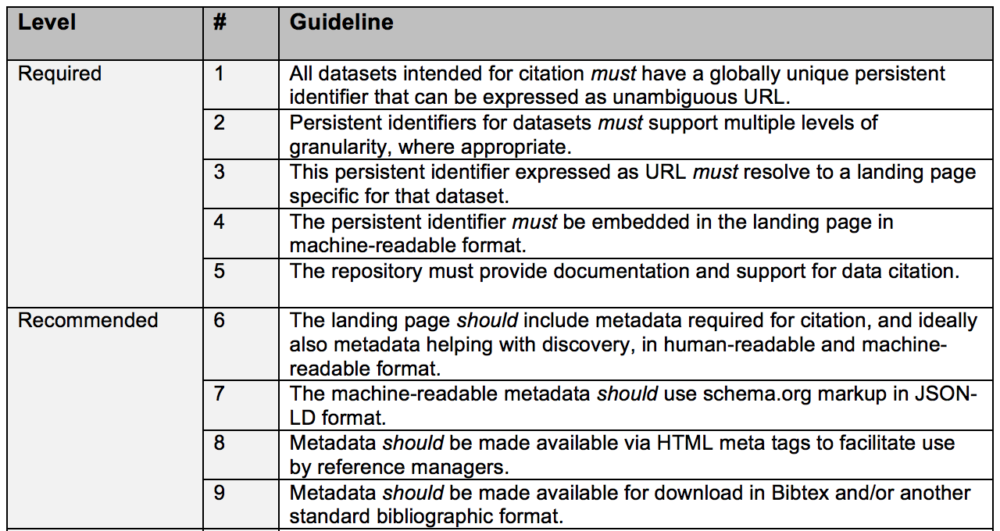 Level # Guideline
Required 1 All datasets intended for citation must have a globally unique persistent
identifier that can be expressed as unambiguous URL.
2 Persistent identifiers for datasets must support multiple levels of
granularity, where appropriate.
3 This persistent identifier expressed as URL must resolve to a landing page
specific for that dataset.
4 The persistent identifier must be embedded in the landing page in
machine-readable format.
5 The repository must provide documentation and support for data citation.
Recommended 6 The landing page should include metadata required for citation, and ideally
also metadata helping with discovery, in human-readable and machine-
readable format.
7 The machine-readable metadata should use schema.org markup in JSON-
LD format.
8 Metadata should be made available via HTML meta tags to facilitate use
by reference managers.
9 Metadata should be made available for download in Bibtex and/or another
standard bibliographic format.